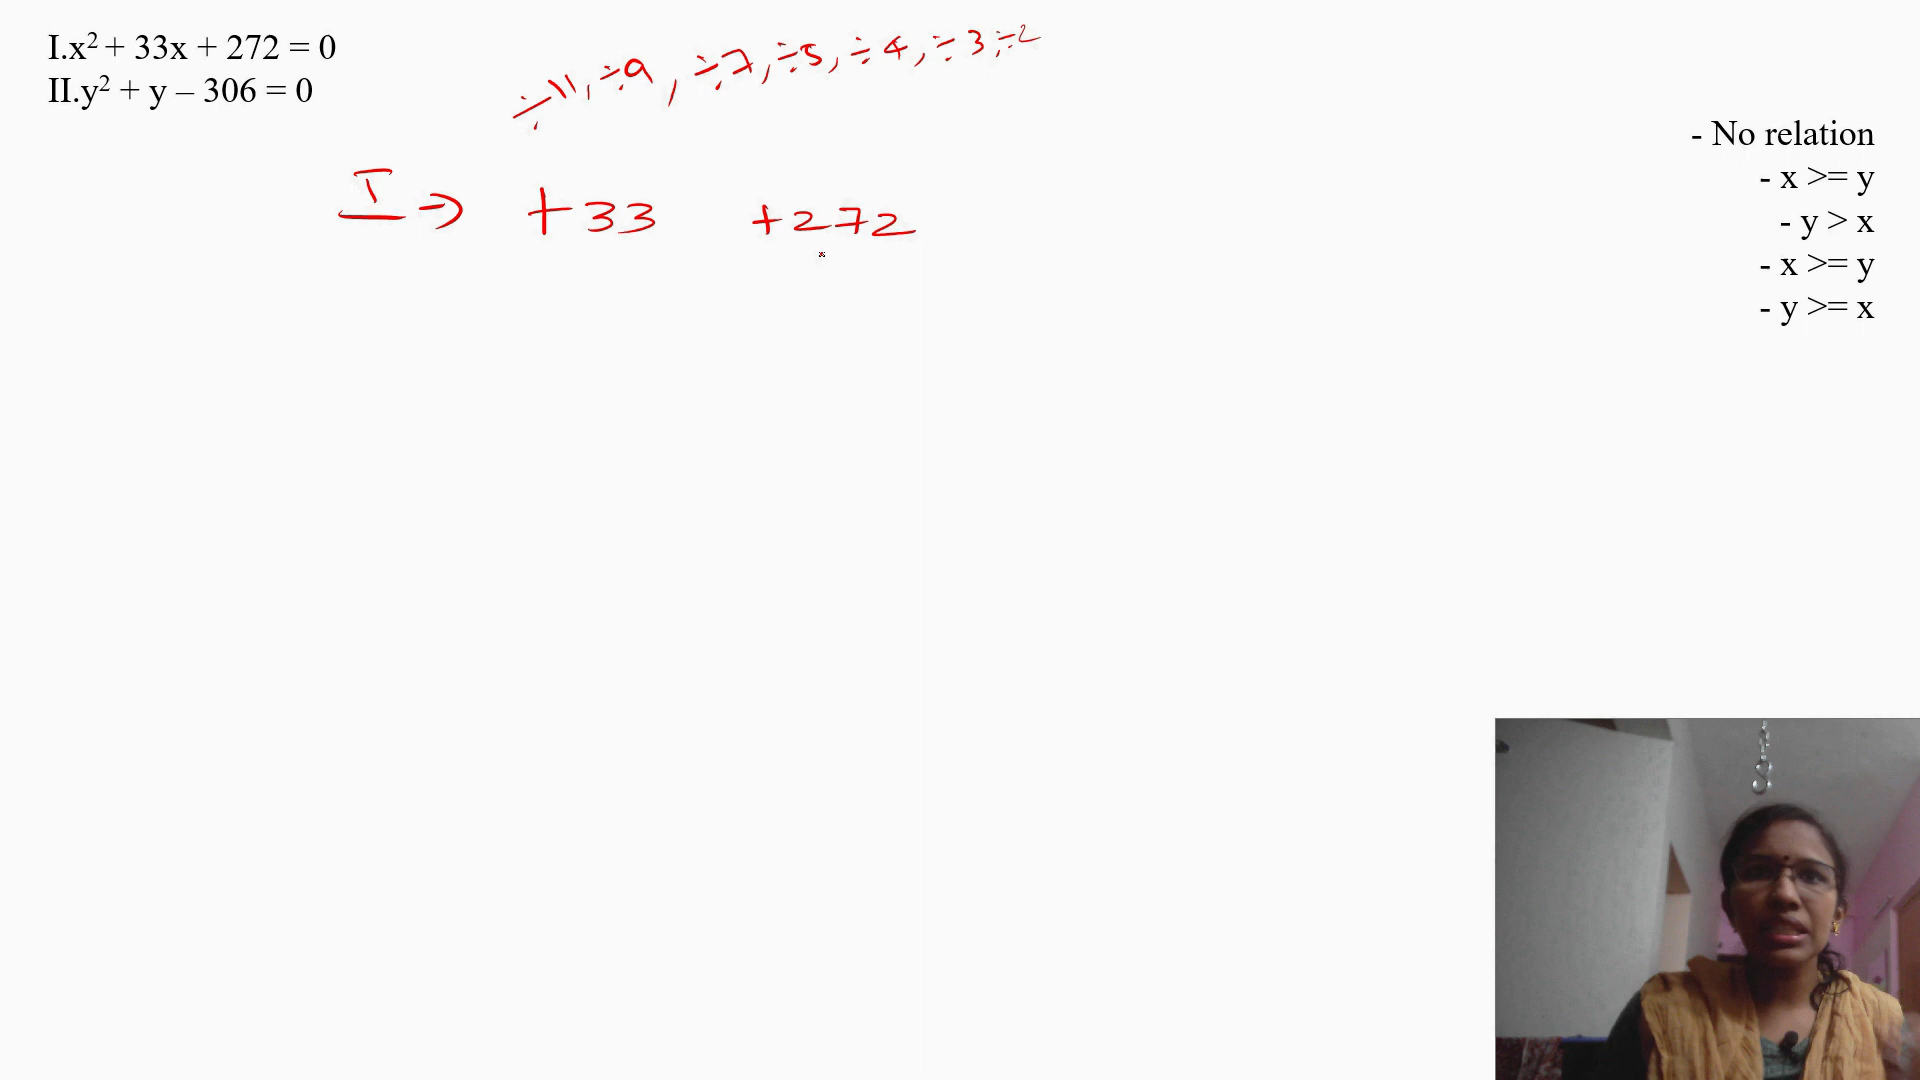 I.x² + 33x + 272 = 0
II.y² + y – 306 = 0
÷11, ÷9, ÷7, ÷5, ÷4, ÷3, ÷2
- No relation
- x >= y
- y > x
- x >= y
- y >= x
I → +33 +272